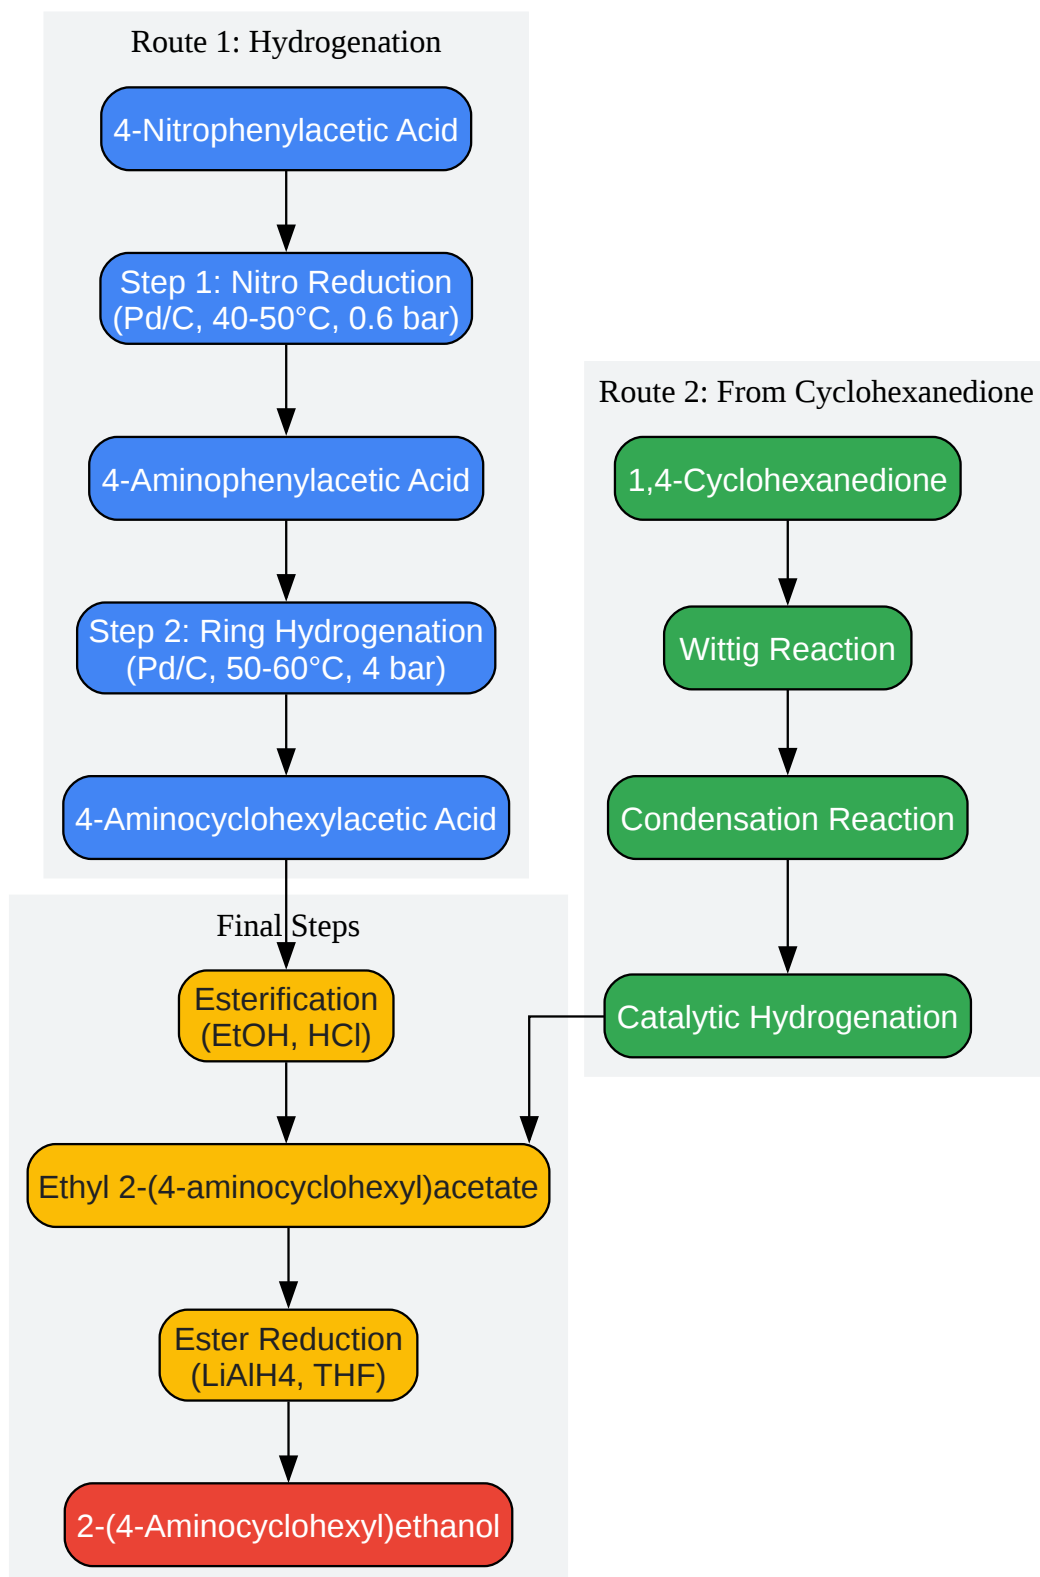 Route 1: Hydrogenation
4-Nitrophenylacetic Acid
Step 1: Nitro Reduction
(Pd/C, 40-50°C, 0.6 bar)
4-Aminophenylacetic Acid
Step 2: Ring Hydrogenation
(Pd/C, 50-60°C, 4 bar)
4-Aminocyclohexylacetic Acid
Route 2: From Cyclohexanedione
1,4-Cyclohexanedione
Wittig Reaction
Condensation Reaction
Catalytic Hydrogenation
Final Steps
Esterification
(EtOH, HCl)
Ethyl 2-(4-aminocyclohexyl)acetate
Ester Reduction
(LiAlH4, THF)
2-(4-Aminocyclohexyl)ethanol